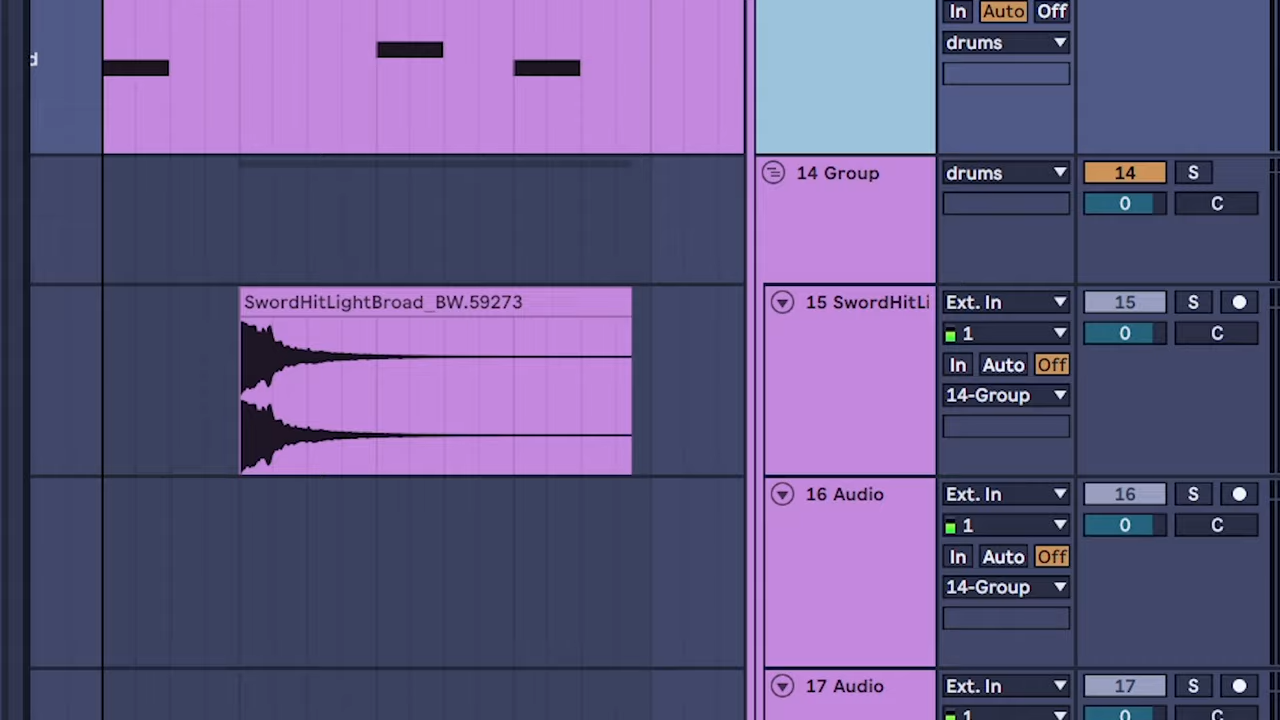 In Auto Off
d
drums
14 Group drums 14 S
0 C
SwordHitLightBroad_BW.59273 15 SwordHitLi Ext. In 15 S
1 0 C
In Auto Off
14-Group
16 Audio Ext. In 16 S
1 0 C
In Auto Off
14-Group
17 Audio Ext. In 17 S
1 0 C